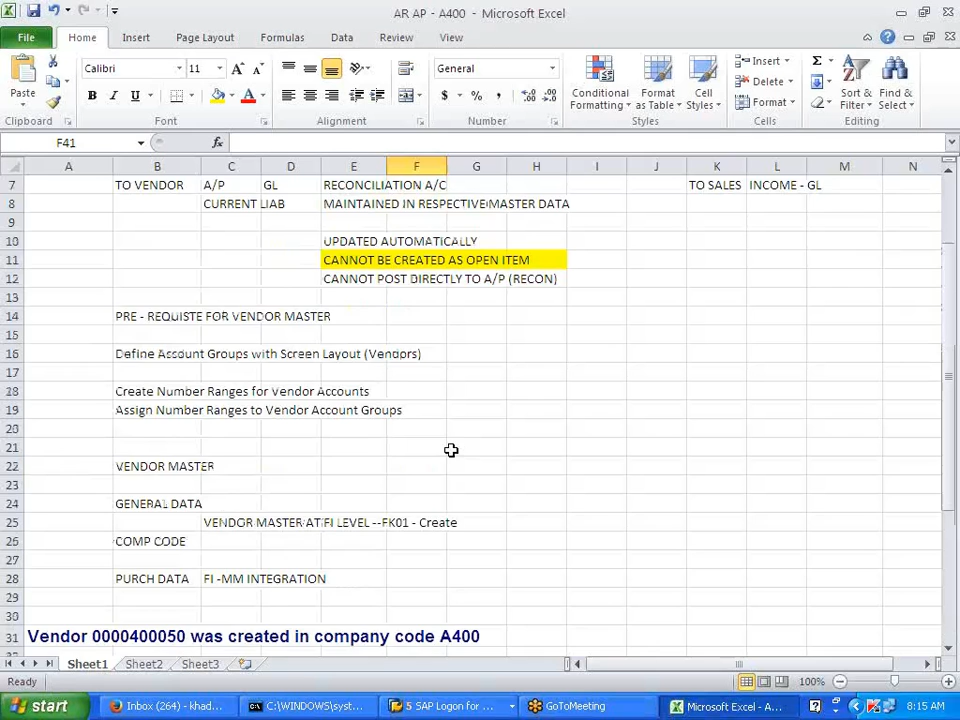 AR AP - A400 - Microsoft Excel
File Home Insert Page Layout Formulas Data Review View
Paste
Calibri 11
General
Conditional Formatting
Format as Table
Cell Styles
Insert
Delete
Format
Sort & Filter
Find & Select
Clipboard Font Alignment Number Styles Cells Editing
F41 fx
A B C D E F G H I J K L M N
7 TO VENDOR A/P GL RECONCILIATION A/C TO SALES INCOME - GL
8 CURRENT LIAB MAINTAINED IN RESPECTIVE MASTER DATA
9
10 UPDATED AUTOMATICALLY
11 CANNOT BE CREATED AS OPEN ITEM
12 CANNOT POST DIRECTLY TO A/P (RECON)
13
14 PRE - REQUISTE FOR VENDOR MASTER
15
16 Define Account Groups with Screen Layout (Vendors)
17
Create Number Ranges for Vendor Accounts
19 Assign Number Ranges to Vendor Account Groups
20
21
22 VENDOR MASTER
23
24 GENERAL DATA
25 VENDOR MASTER AT FI LEVEL --FK01 - Create
COMP CODE
27
28 PURCH DATA FI -MM INTEGRATION
29
30
31 Vendor 0000400050 was created in company code A400
Sheet1 Sheet2 Sheet3
Ready 100%
start Inbox (264) - khad... C:\WINDOWS\syst... 5 SAP Logon for ... GoToMeeting Microsoft Excel - A... 8:15 AM